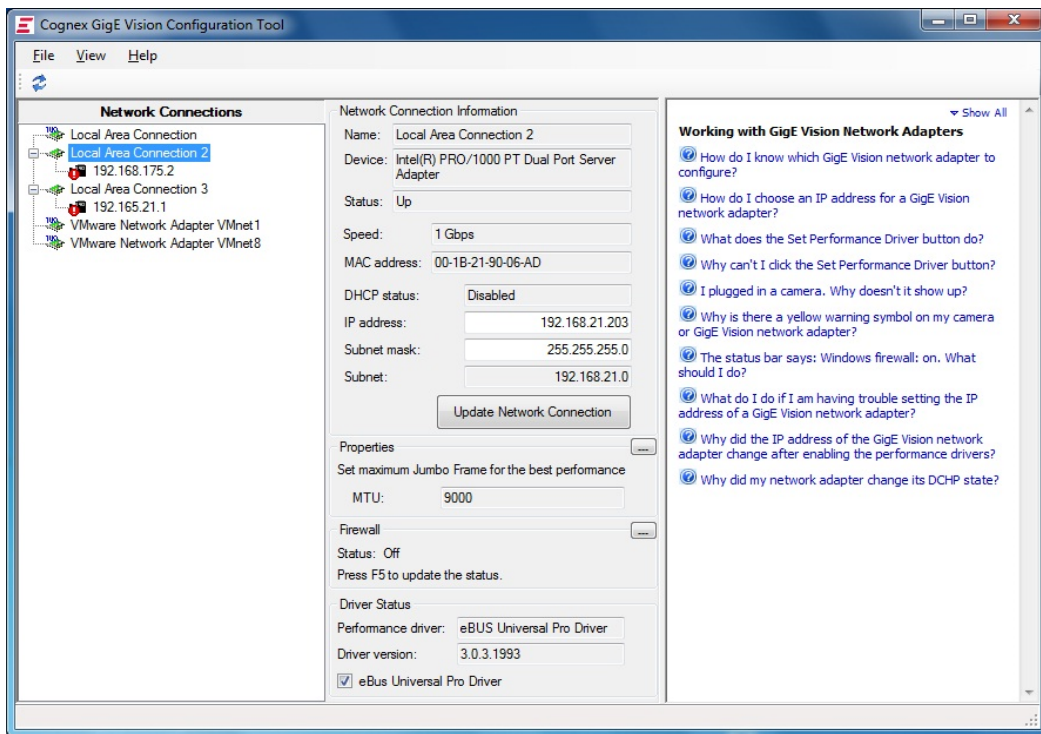 Cognex GigE Vision Configuration Tool
File View Help
Network Connections
Local Area Connection
Local Area Connection 2
192.168.175.2
Local Area Connection 3
192.165.21.1
VMware Network Adapter VMnet1
VMware Network Adapter VMnet8
Network Connection Information
Name: Local Area Connection 2
Device: Intel(R) PRO/1000 PT Dual Port Server
Adapter
Status: Up
Speed: 1 Gbps
MAC address: 00-1B-21-90-06-AD
DHCP status: Disabled
IP address: 192.168.21.203
Subnet mask: 255.255.255.0
Subnet: 192.168.21.0
Update Network Connection
Properties ...
Set maximum Jumbo Frame for the best performance
MTU: 9000
Firewall ...
Status: Off
Press F5 to update the status.
Driver Status
Performance driver: eBUS Universal Pro Driver
Driver version: 3.0.3.1993
eBus Universal Pro Driver
Show All
Working with GigE Vision Network Adapters
How do I know which GigE Vision network adapter to
configure?
How do I choose an IP address for a GigE Vision
network adapter?
What does the Set Performance Driver button do?
Why can't I click the Set Performance Driver button?
I plugged in a camera. Why doesn't it show up?
Why is there a yellow warning symbol on my camera
or GigE Vision network adapter?
The status bar says: Windows firewall: on. What
should I do?
What do I do if I am having trouble setting the IP
address of a GigE Vision network adapter?
Why did the IP address of the GigE Vision network
adapter change after enabling the performance drivers?
Why did my network adapter change its DCHP state?